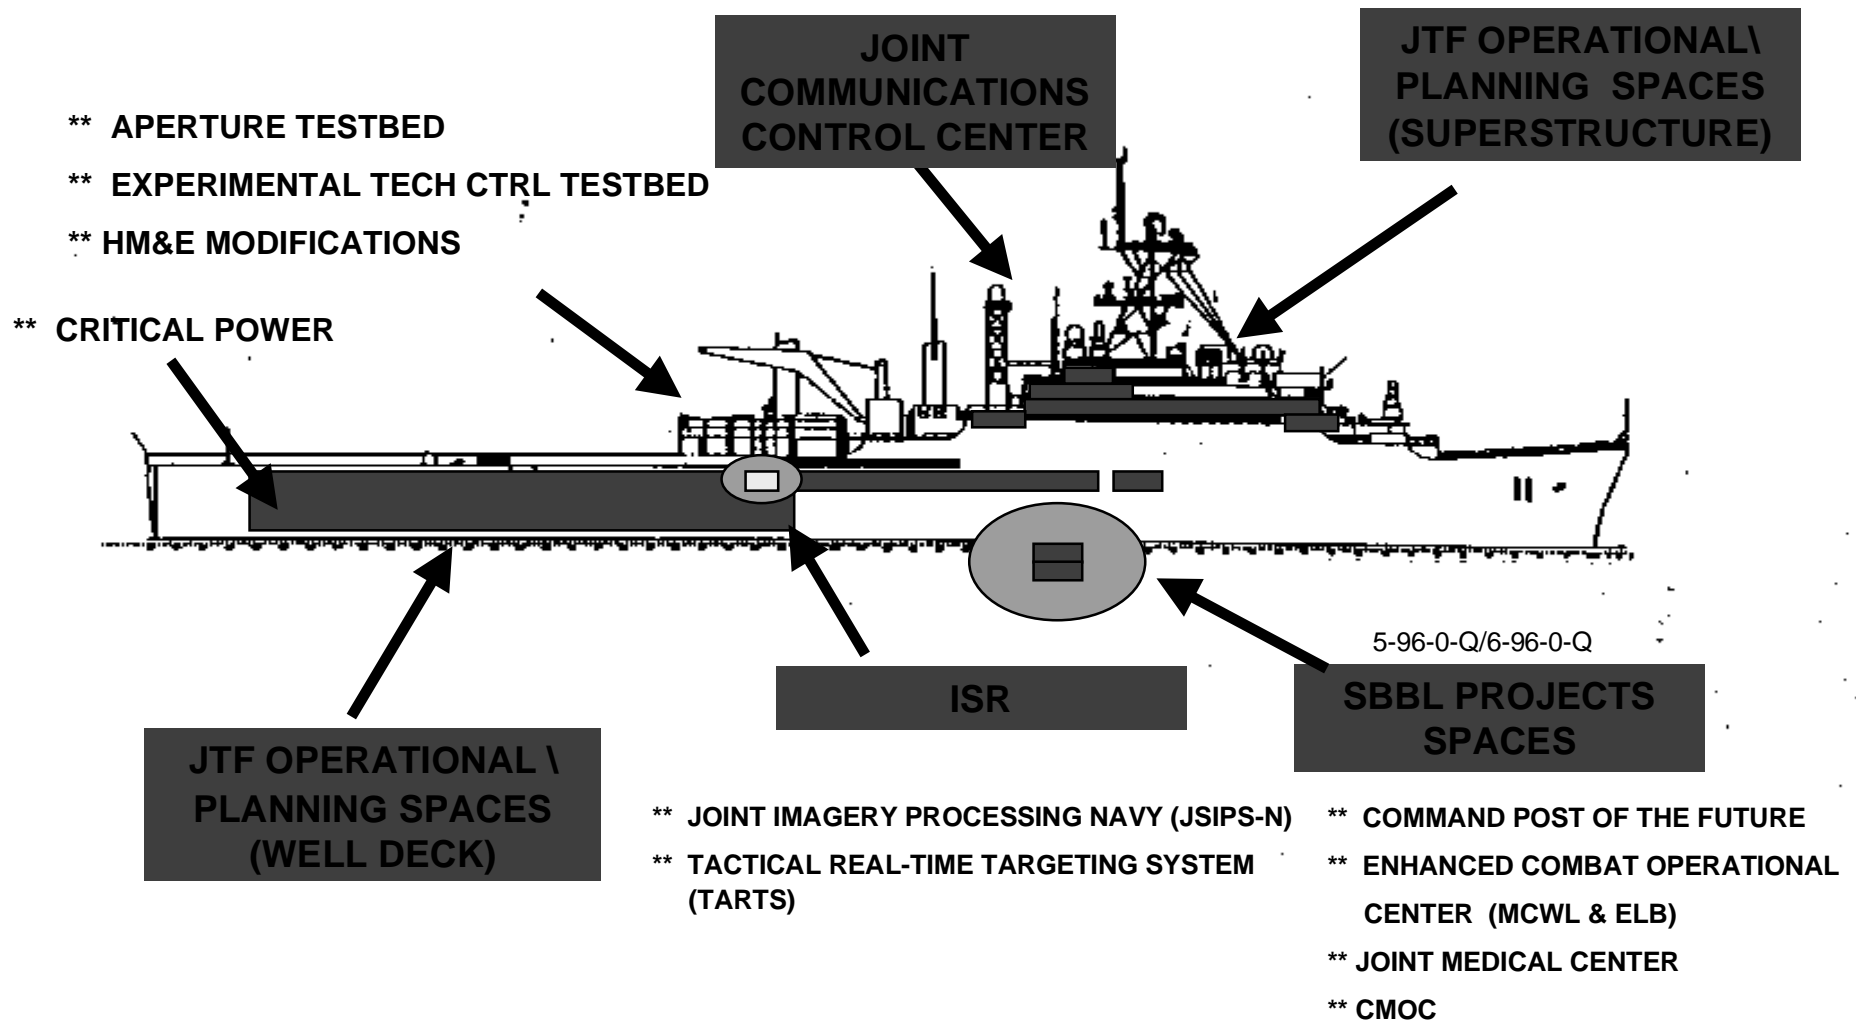 JOINT
COMMUNICATIONS
CONTROL CENTER
JTF OPERATIONAL\
PLANNING SPACES
(SUPERSTRUCTURE)
** APERTURE TESTBED
** EXPERIMENTAL TECH CTRL TESTBED
** HM&E MODIFICATIONS
** CRITICAL POWER
11
5-96-0-Q/6-96-0-Q
JTF OPERATIONAL \
PLANNING SPACES
(WELL DECK)
ISR
** JOINT IMAGERY PROCESSING NAVY (JSIPS-N)
** TACTICAL REAL-TIME TARGETING SYSTEM
(TARTS)
SBBL PROJECTS
SPACES
** COMMAND POST OF THE FUTURE
** ENHANCED COMBAT OPERATIONAL
CENTER (MCWL & ELB)
** JOINT MEDICAL CENTER
** CMOC